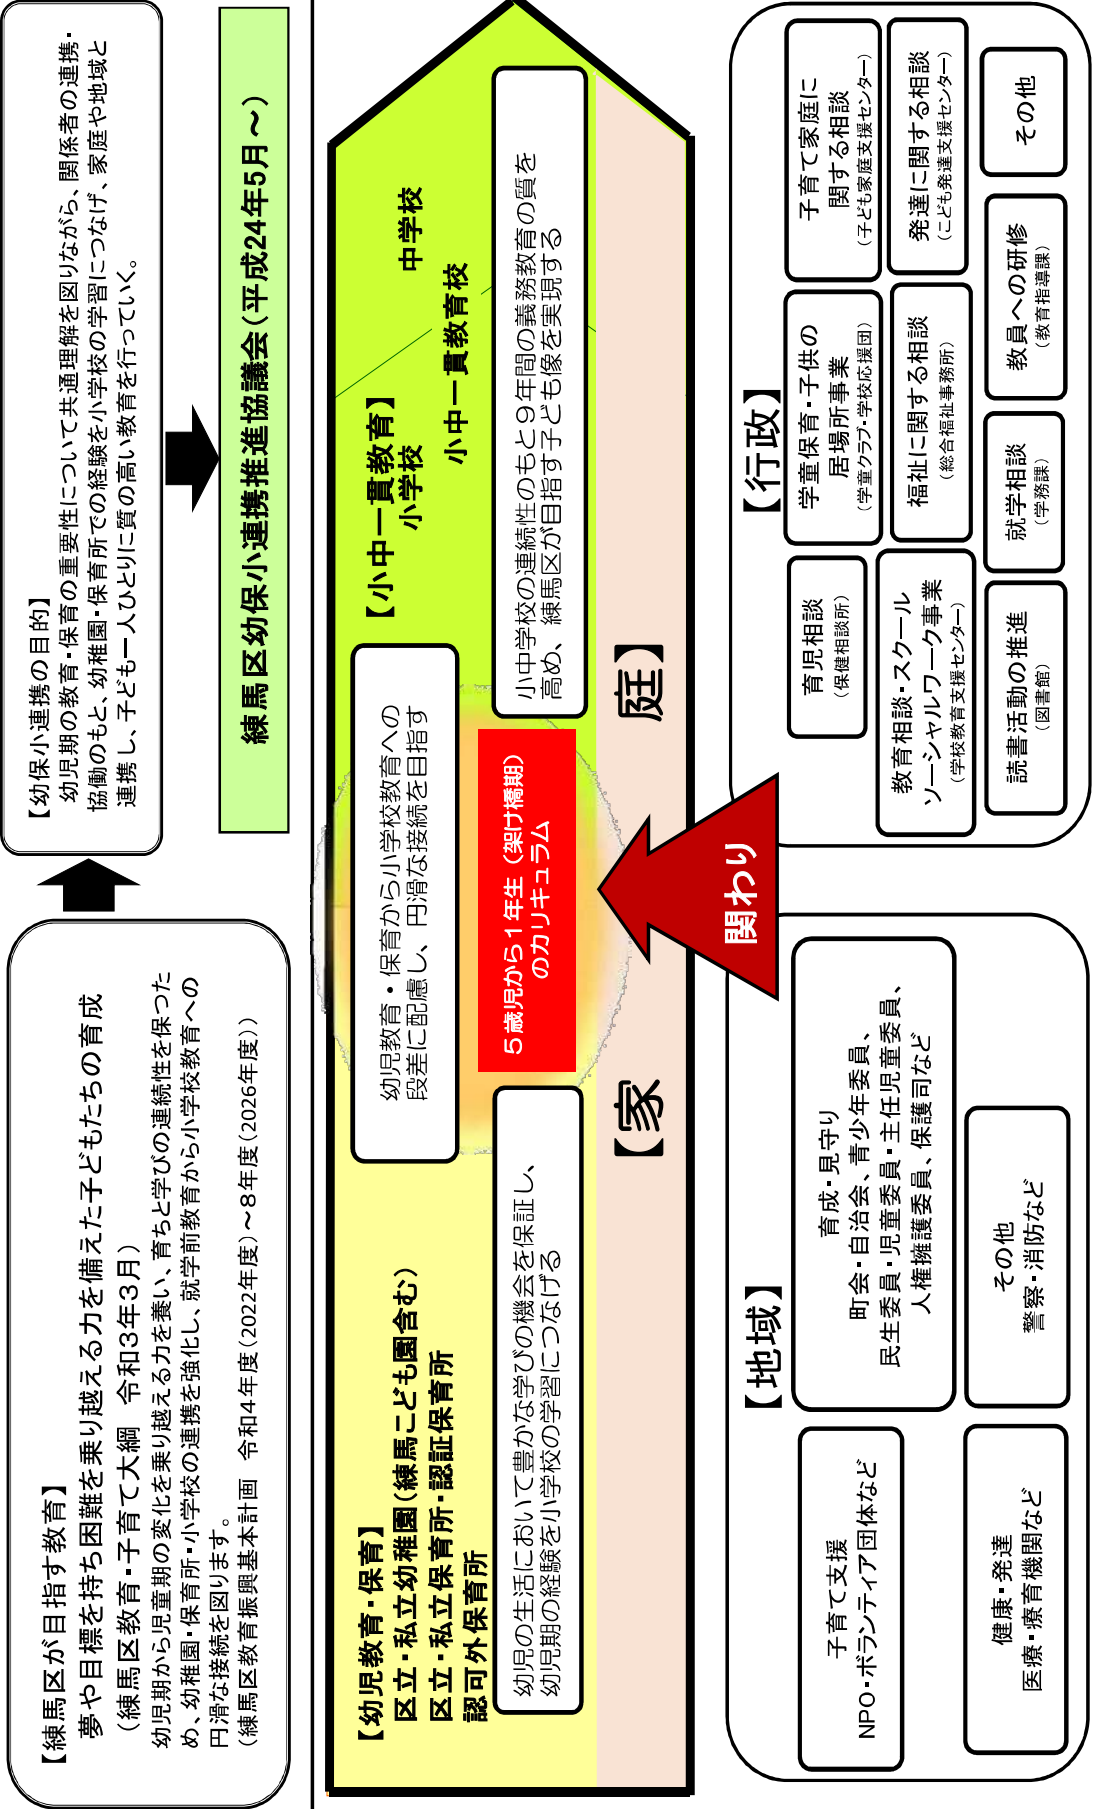 【練馬区が目指す教育】
夢や目標を持ち困難を乗り越える力を備えた子どもたちの育成
（練馬区教育・子育て大綱　令和3年3月）
幼児期から児童期の変化を乗り越える力を養い、育ちと学びの連続性を保つた
め、幼稚園・保育所・小学校の連携を強化し、就学前教育から小学校教育への
円滑な接続を図ります。
（練馬区教育振興基本計画　令和4年度(2022年度)～8年度(2026年度)）
【幼保小連携の目的】
幼児期の教育・保育の重要性について共通理解を図りながら、関係者の連携・
協働のもと、幼稚園・保育所での経験を小学校の学習につなげ、家庭や地域と
連携し、子ども一人ひとりに質の高い教育を行っていく。
練馬区幼保小連携推進協議会（平成24年5月～）
【幼児教育・保育】
区立・私立幼稚園（練馬こども園含む）
区立・私立保育所・認証保育所
認可外保育所
幼児の生活において豊かな学びの機会を保証し、
幼児期の経験を小学校の学習につなげる
幼児教育・保育から小学校教育への
段差に配慮し、円滑な接続を目指す
5歳児から1年生（架け橋期）
のカリキュラム
【小中一貫教育】
小学校
中学校
小中一貫教育校
小中学校の連続性のもと9年間の義務教育の質を
高め、練馬区が目指す子ども像を実現する
【家　庭】
関わり
【地域】
子育て支援
NPO・ボランティア団体など
育成・見守り
町会・自治会、青少年委員、
民生委員・児童委員・主任児童委員、
人権擁護委員、保護司など
健康・発達
医療・療育機関など
その他
警察・消防など
【行政】
育児相談
（保健相談所）
学童保育・子供の
居場所事業
（学童クラブ・学校応援団）
子育て家庭に
関する相談
（子ども家庭支援センター）
教育相談・スクール
ソーシャルワーク事業
（学校教育支援センター）
福祉に関する相談
（総合福祉事務所）
発達に関する相談
（こども発達支援センター）
読書活動の推進
（図書館）
就学相談
（学務課）
教員への研修
（教育指導課）
その他